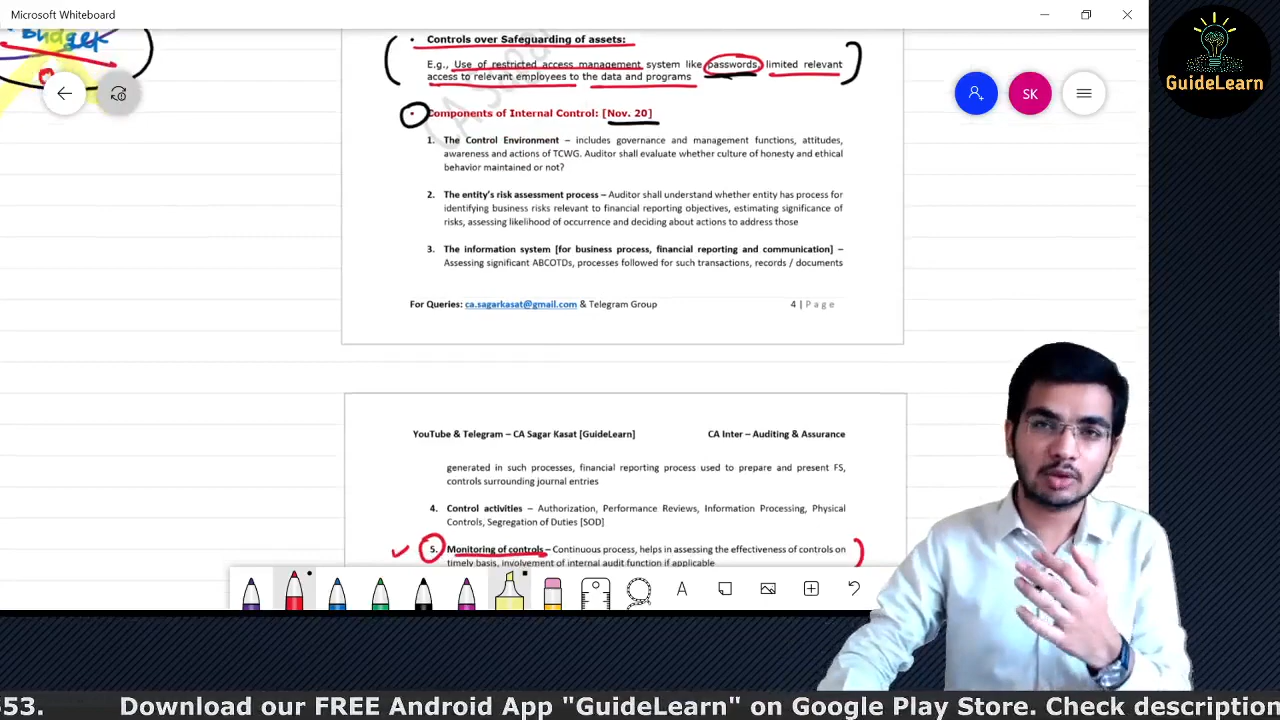 Microsoft Whiteboard
Budget
• Controls over Safeguarding of assets:
E.g., Use of restricted access management system like passwords, limited relevant
access to relevant employees to the data and programs
GuideLearn
SK
• Components of Internal Control: [Nov. 20]
1. The Control Environment – includes governance and management functions, attitudes,
awareness and actions of TCWG. Auditor shall evaluate whether culture of honesty and ethical
behavior maintained or not?
2. The entity's risk assessment process – Auditor shall understand whether entity has process for
identifying business risks relevant to financial reporting objectives, estimating significance of
risks, assessing likelihood of occurrence and deciding about actions to address those
3. The information system [for business process, financial reporting and communication] –
Assessing significant ABCOTDs, processes followed for such transactions, records / documents
For Queries: ca.sagarkasat@gmail.com & Telegram Group 4 | Page
YouTube & Telegram – CA Sagar Kasat [GuideLearn] CA Inter – Auditing & Assurance
generated in such processes, financial reporting process used to prepare and present FS,
controls surrounding journal entries
4. Control activities – Authorization, Performance Reviews, Information Processing, Physical
Controls, Segregation of Duties [SOD]
5. Monitoring of controls – Continuous process, helps in assessing the effectiveness of controls on
timely basis, involvement of internal audit function if applicable
353. Download our FREE Android App "GuideLearn" on Google Play Store. Check description